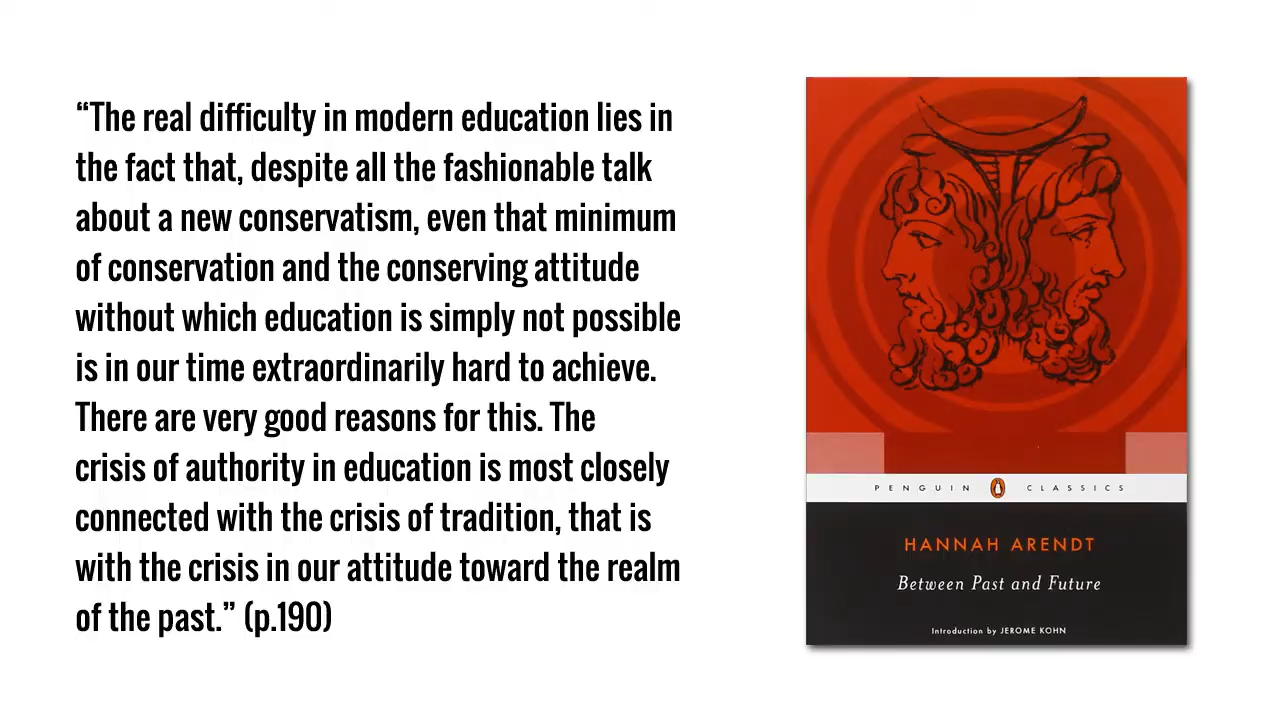 “The real difficulty in modern education lies in
the fact that, despite all the fashionable talk
about a new conservatism, even that minimum
of conservation and the conserving attitude
without which education is simply not possible
is in our time extraordinarily hard to achieve.
There are very good reasons for this. The
crisis of authority in education is most closely
connected with the crisis of tradition, that is
with the crisis in our attitude toward the realm
of the past.” (p.190)
PENGUIN CLASSICS
HANNAH ARENDT
Between Past and Future
Introduction by JEROME KOHN